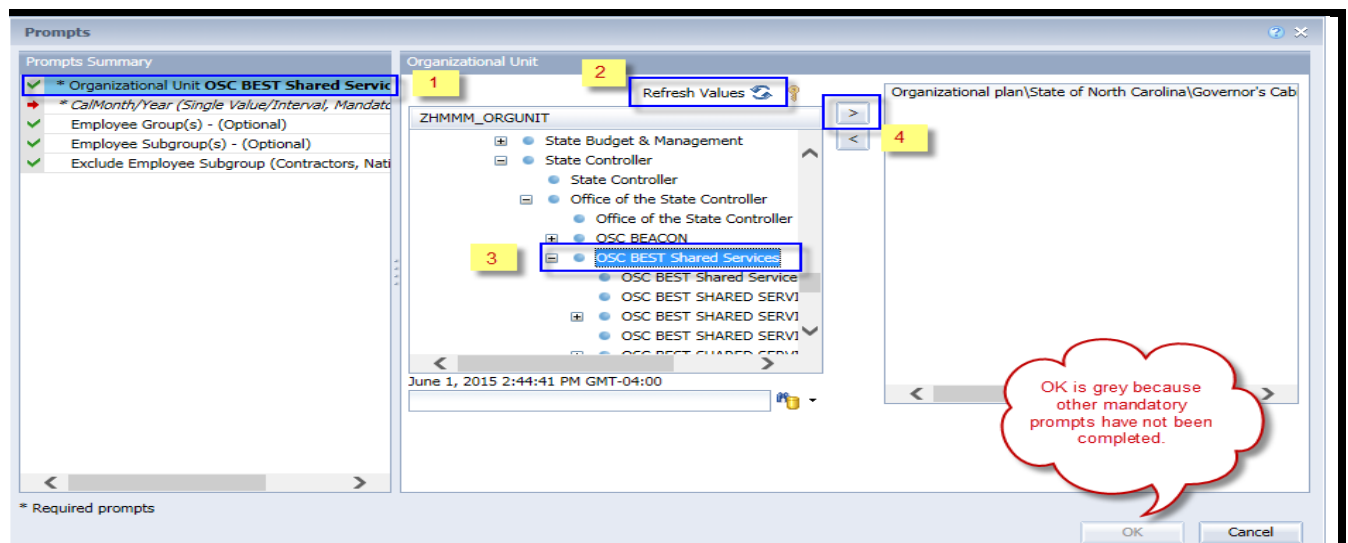 Prompts
Prompts Summary
* Organizational Unit OSC BEST Shared Servic
* CalMonth/Year (Single Value/Interval, Mandato
Employee Group(s) - (Optional)
Employee Subgroup(s) - (Optional)
Exclude Employee Subgroup (Contractors, Nati
* Required prompts
1
Organizational Unit
2
Refresh Values
ZHMMM_ORGUNIT
State Budget & Management
State Controller
State Controller
Office of the State Controller
Office of the State Controller
OSC BEACON
3
OSC BEST Shared Services
OSC BEST Shared Service
OSC BEST SHARED SERVI
OSC BEST SHARED SERVI
OSC BEST SHARED SERVI
OSC BEST SHARED SERVI
June 1, 2015 2:44:41 PM GMT-04:00
>
<
4
Organizational plan\State of North Carolina\Governor's Cab
OK is grey because
other mandatory
prompts have not been
completed.
OK
Cancel